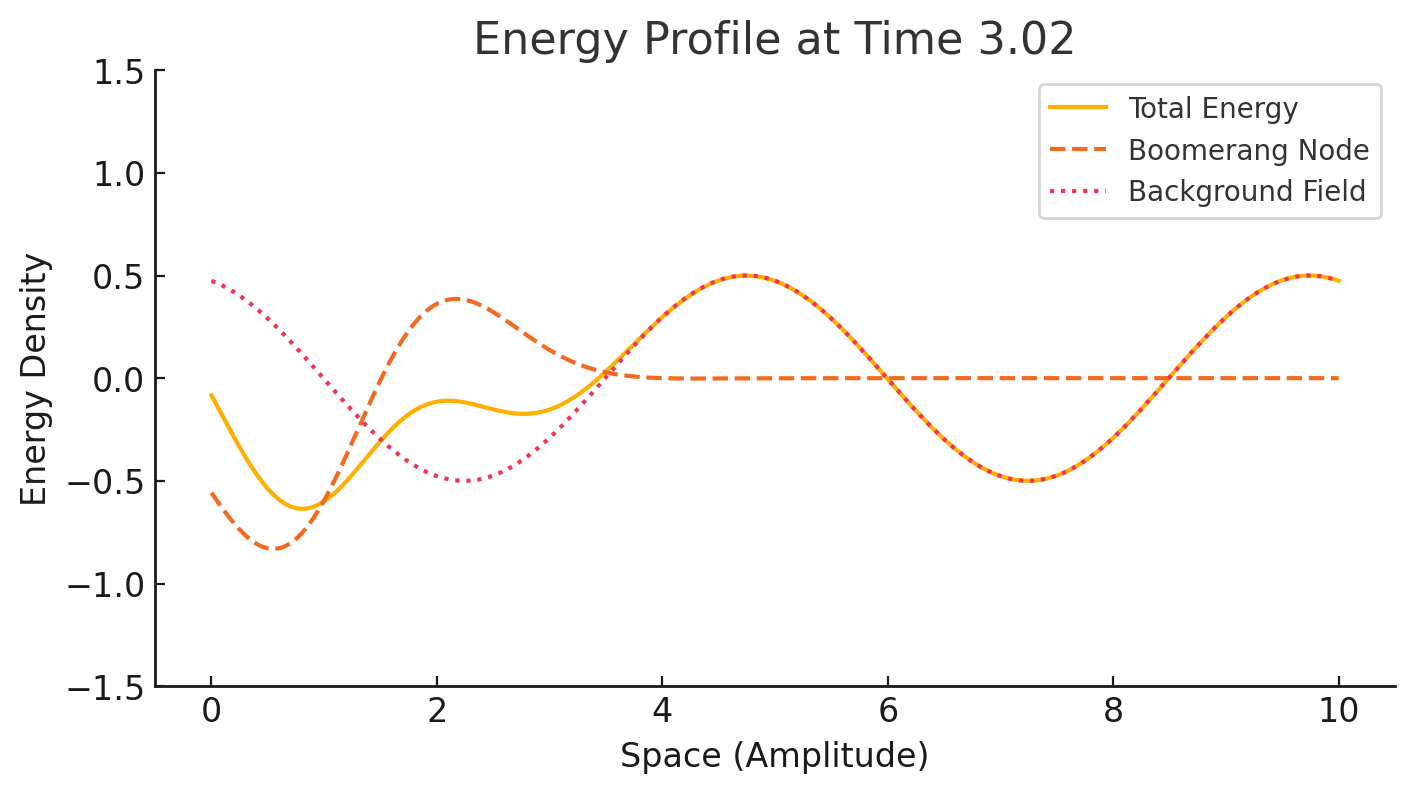 Energy Profile at Time 3.02
1.5
1.0
0.5
0.0
−0.5
−1.0
−1.5
Energy Density
Total Energy
Boomerang Node
Background Field
0 2 4 6 8 10
Space (Amplitude)